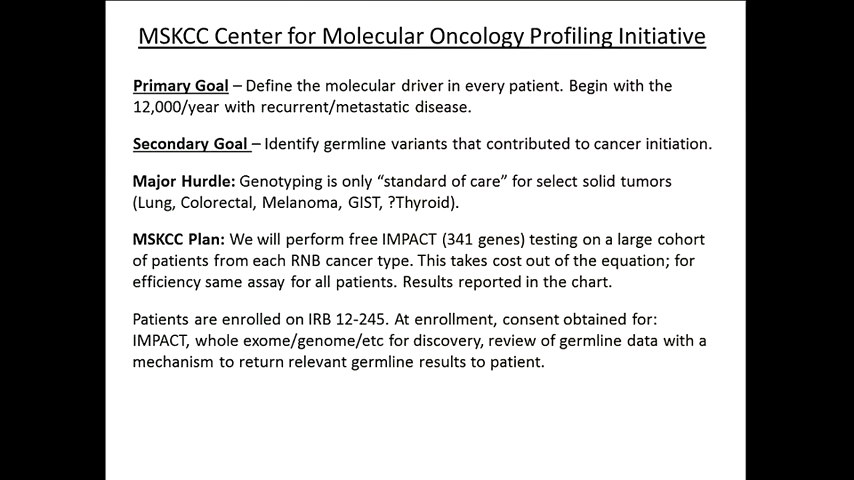 MSKCC Center for Molecular Oncology Profiling Initiative
Primary Goal – Define the molecular driver in every patient. Begin with the
12,000/year with recurrent/metastatic disease.
Secondary Goal – Identify germline variants that contributed to cancer initiation.
Major Hurdle: Genotyping is only “standard of care” for select solid tumors
(Lung, Colorectal, Melanoma, GIST, ?Thyroid).
MSKCC Plan: We will perform free IMPACT (341 genes) testing on a large cohort
of patients from each RNB cancer type. This takes cost out of the equation; for
efficiency same assay for all patients. Results reported in the chart.
Patients are enrolled on IRB 12-245. At enrollment, consent obtained for:
IMPACT, whole exome/genome/etc for discovery, review of germline data with a
mechanism to return relevant germline results to patient.